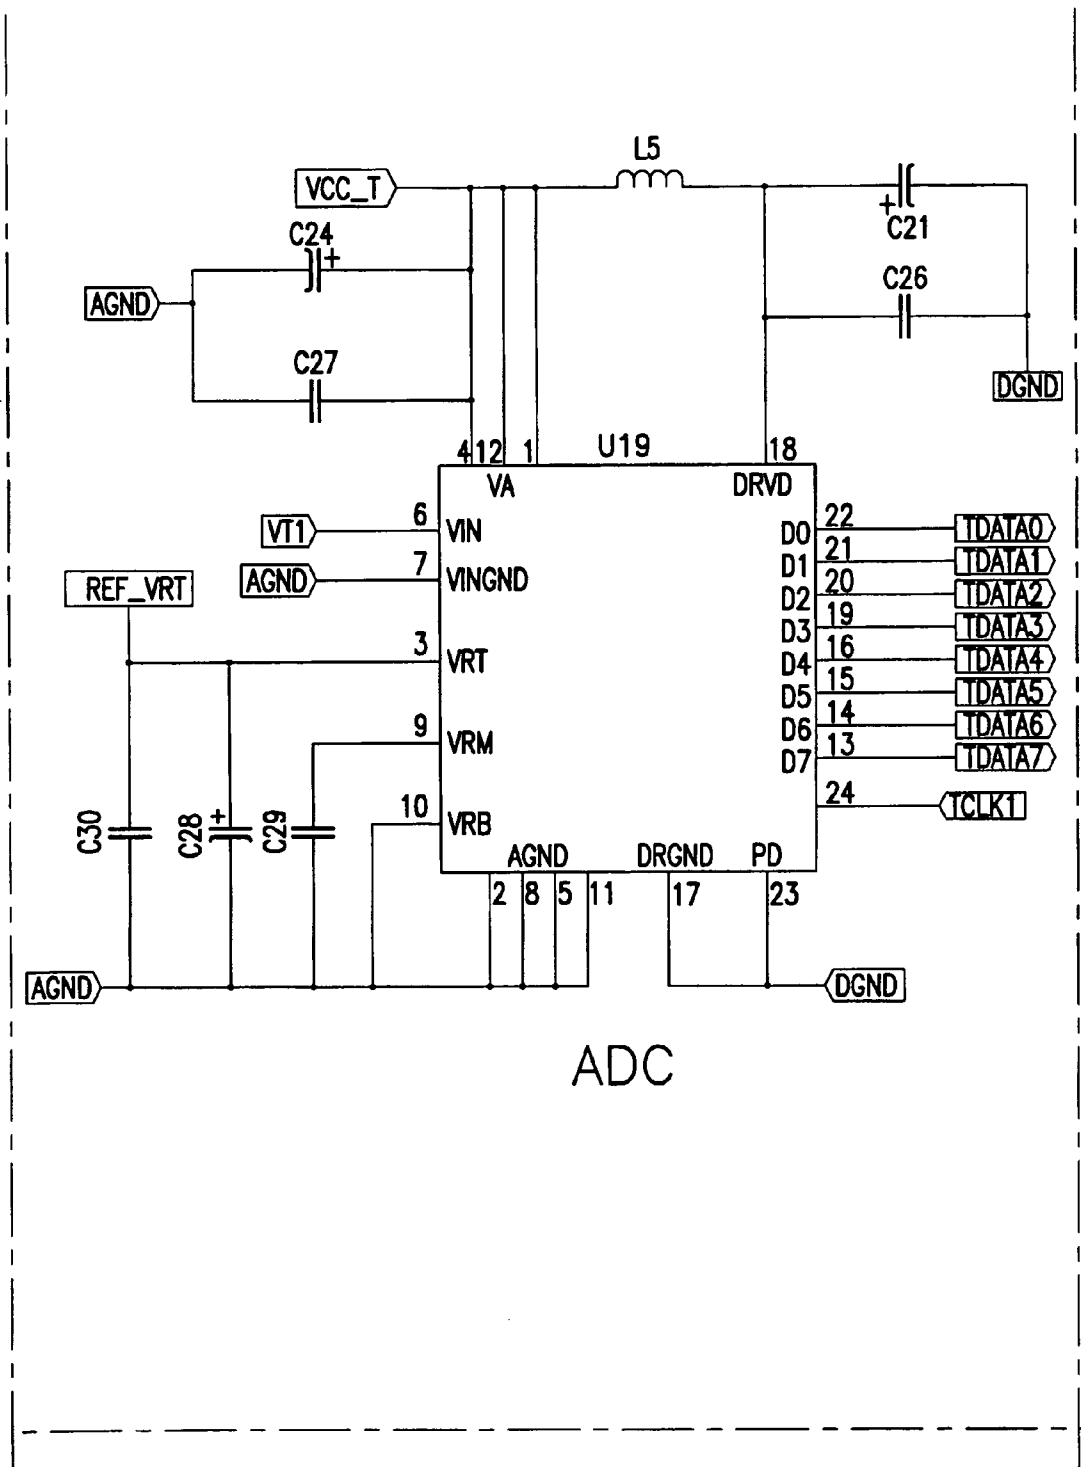 L5
VCC_T
+
C21
C24
+
C26
AGND
C27
DGND
4 12 1 U19 18
VA DRVD
VT1 6 VIN D0 22 TDATA0
AGND 7 VINGND D1 21 TDATA1
REF_VRT D2 20 TDATA2
D3 19 TDATA3
3 VRT D4 16 TDATA4
D5 15 TDATA5
D6 14 TDATA6
9 VRM D7 13 TDATA7
24 TCLK1
10 VRB
C30 C28 + C29
AGND DRGND PD
2 8 5 11 17 23
AGND DGND
ADC